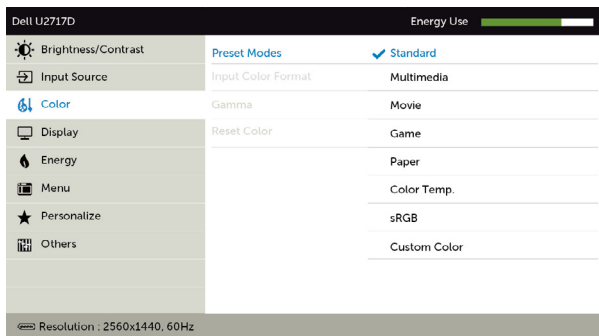 Dell U2717D Energy Use
Brightness/Contrast Preset Modes Standard
Input Source Input Color Format Multimedia
Color Gamma Movie
Display Reset Color Game
Energy Paper
Menu Color Temp.
Personalize sRGB
Others Custom Color
Resolution : 2560x1440, 60Hz